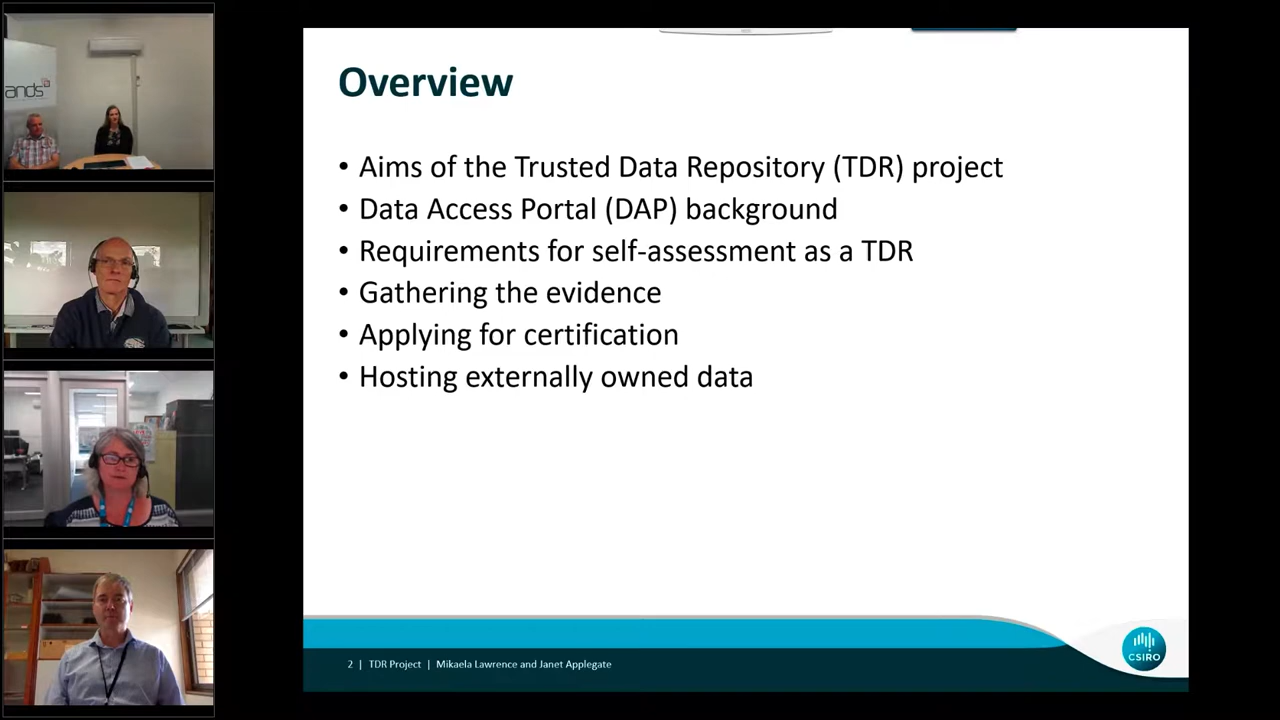 ands
Overview
• Aims of the Trusted Data Repository (TDR) project
• Data Access Portal (DAP) background
• Requirements for self-assessment as a TDR
• Gathering the evidence
• Applying for certification
• Hosting externally owned data
2 | TDR Project | Mikaela Lawrence and Janet Applegate
CSIRO